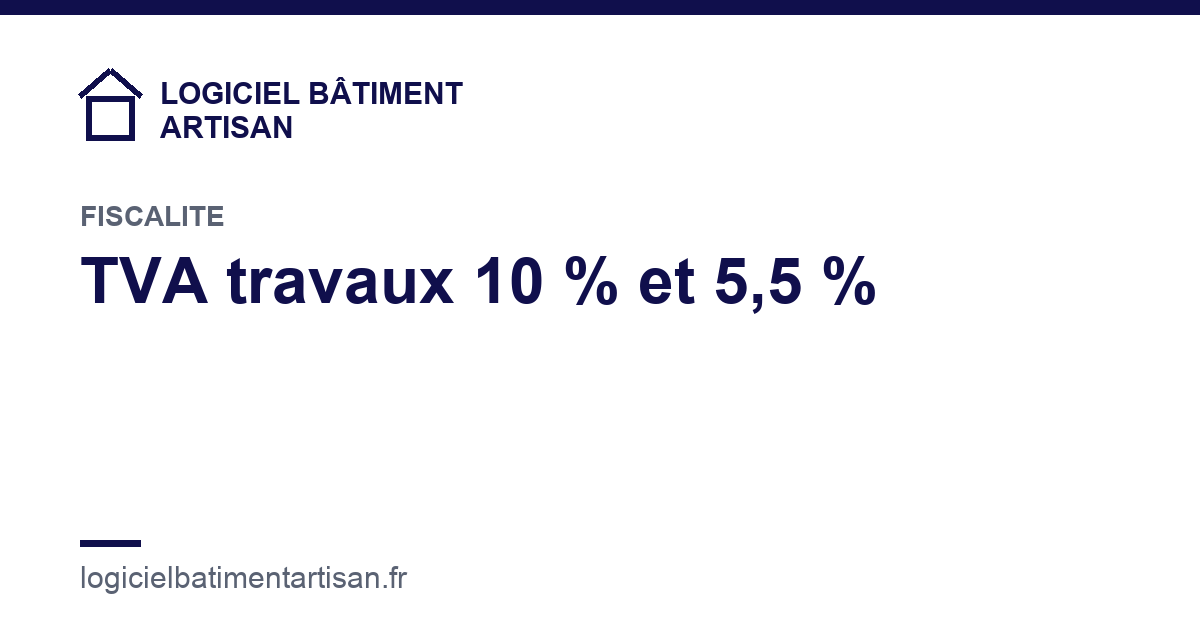 LOGICIEL BÂTIMENT
ARTISAN
FISCALITE
TVA travaux 10 % et 5,5 %
logicielbatimentartisan.fr